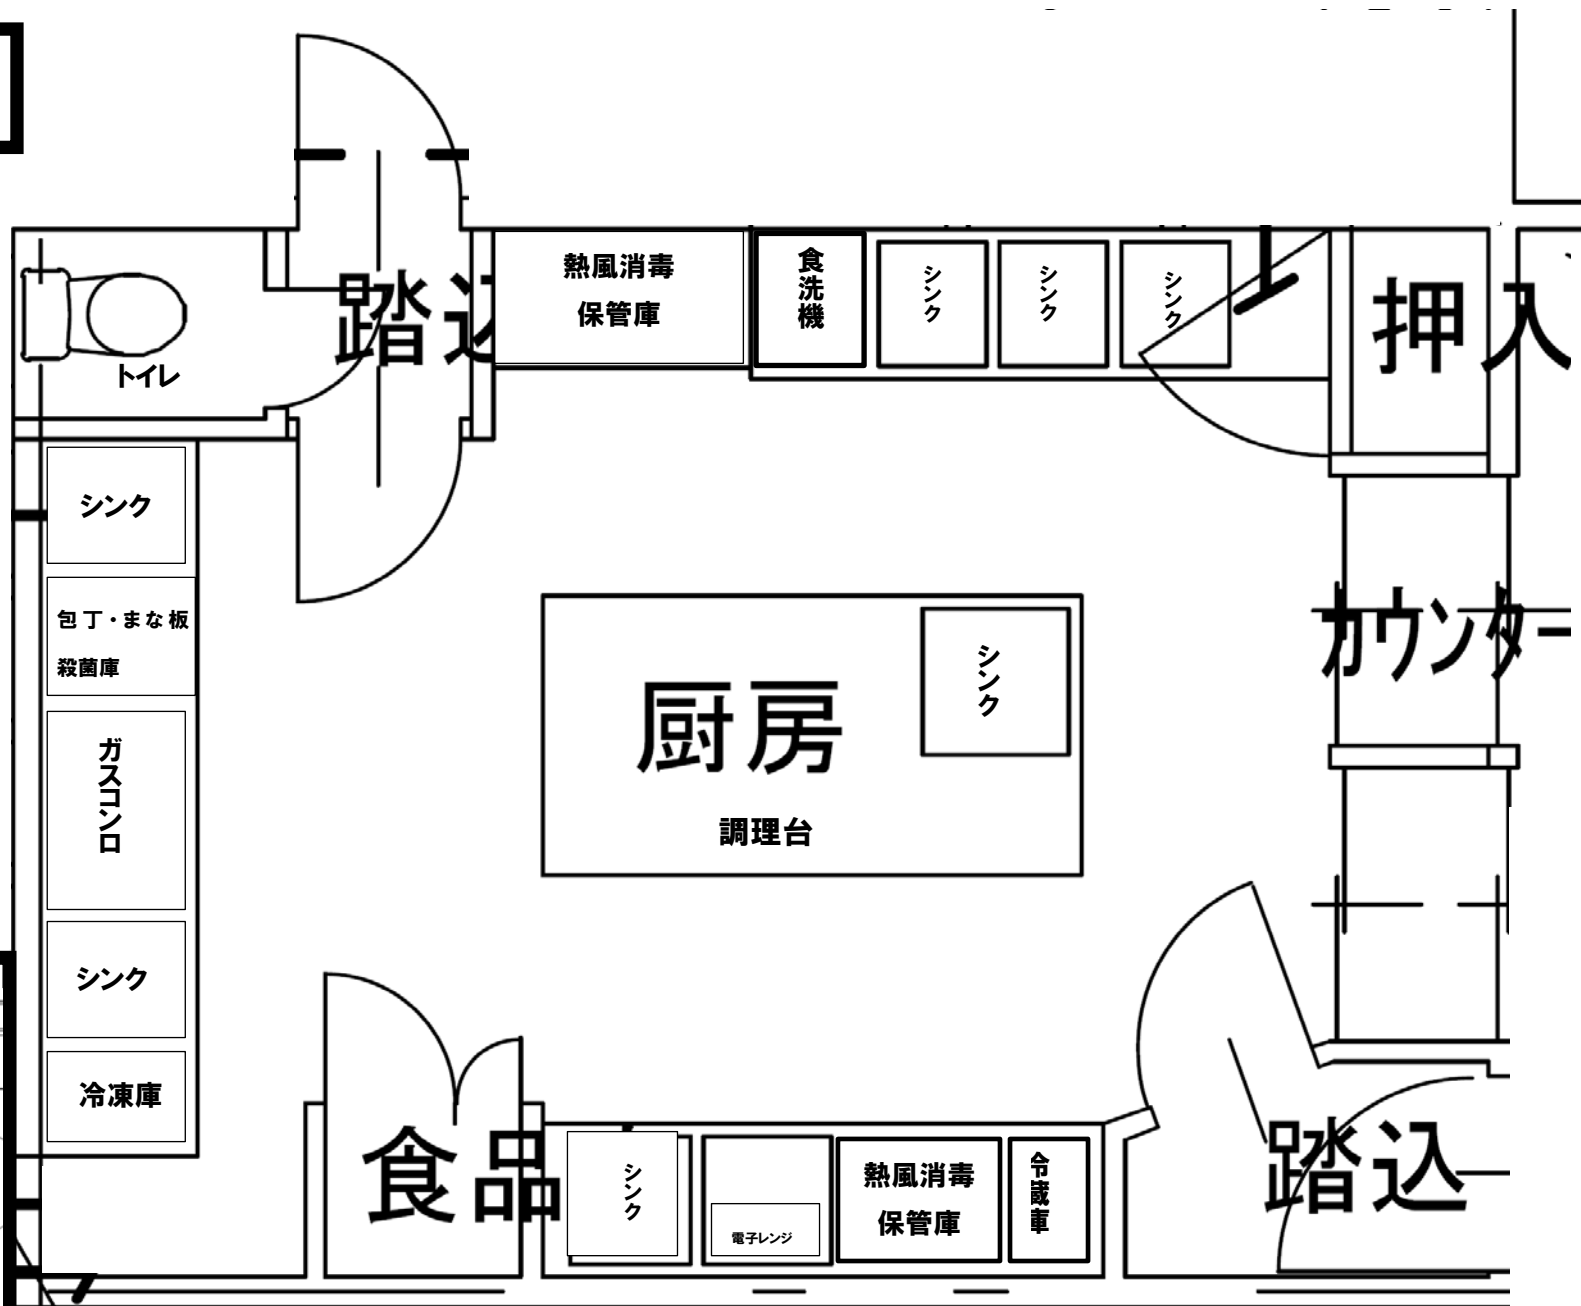 踏込
熱風消毒
保管庫
食洗機
シンク
シンク
シンク
押入
トイレ
シンク
包丁・まな板
殺菌庫
ガスコンロ
シンク
冷凍庫
厨房
シンク
調理台
カウンター
食品
シンク
電子レンジ
熱風消毒
保管庫
冷蔵庫
踏込